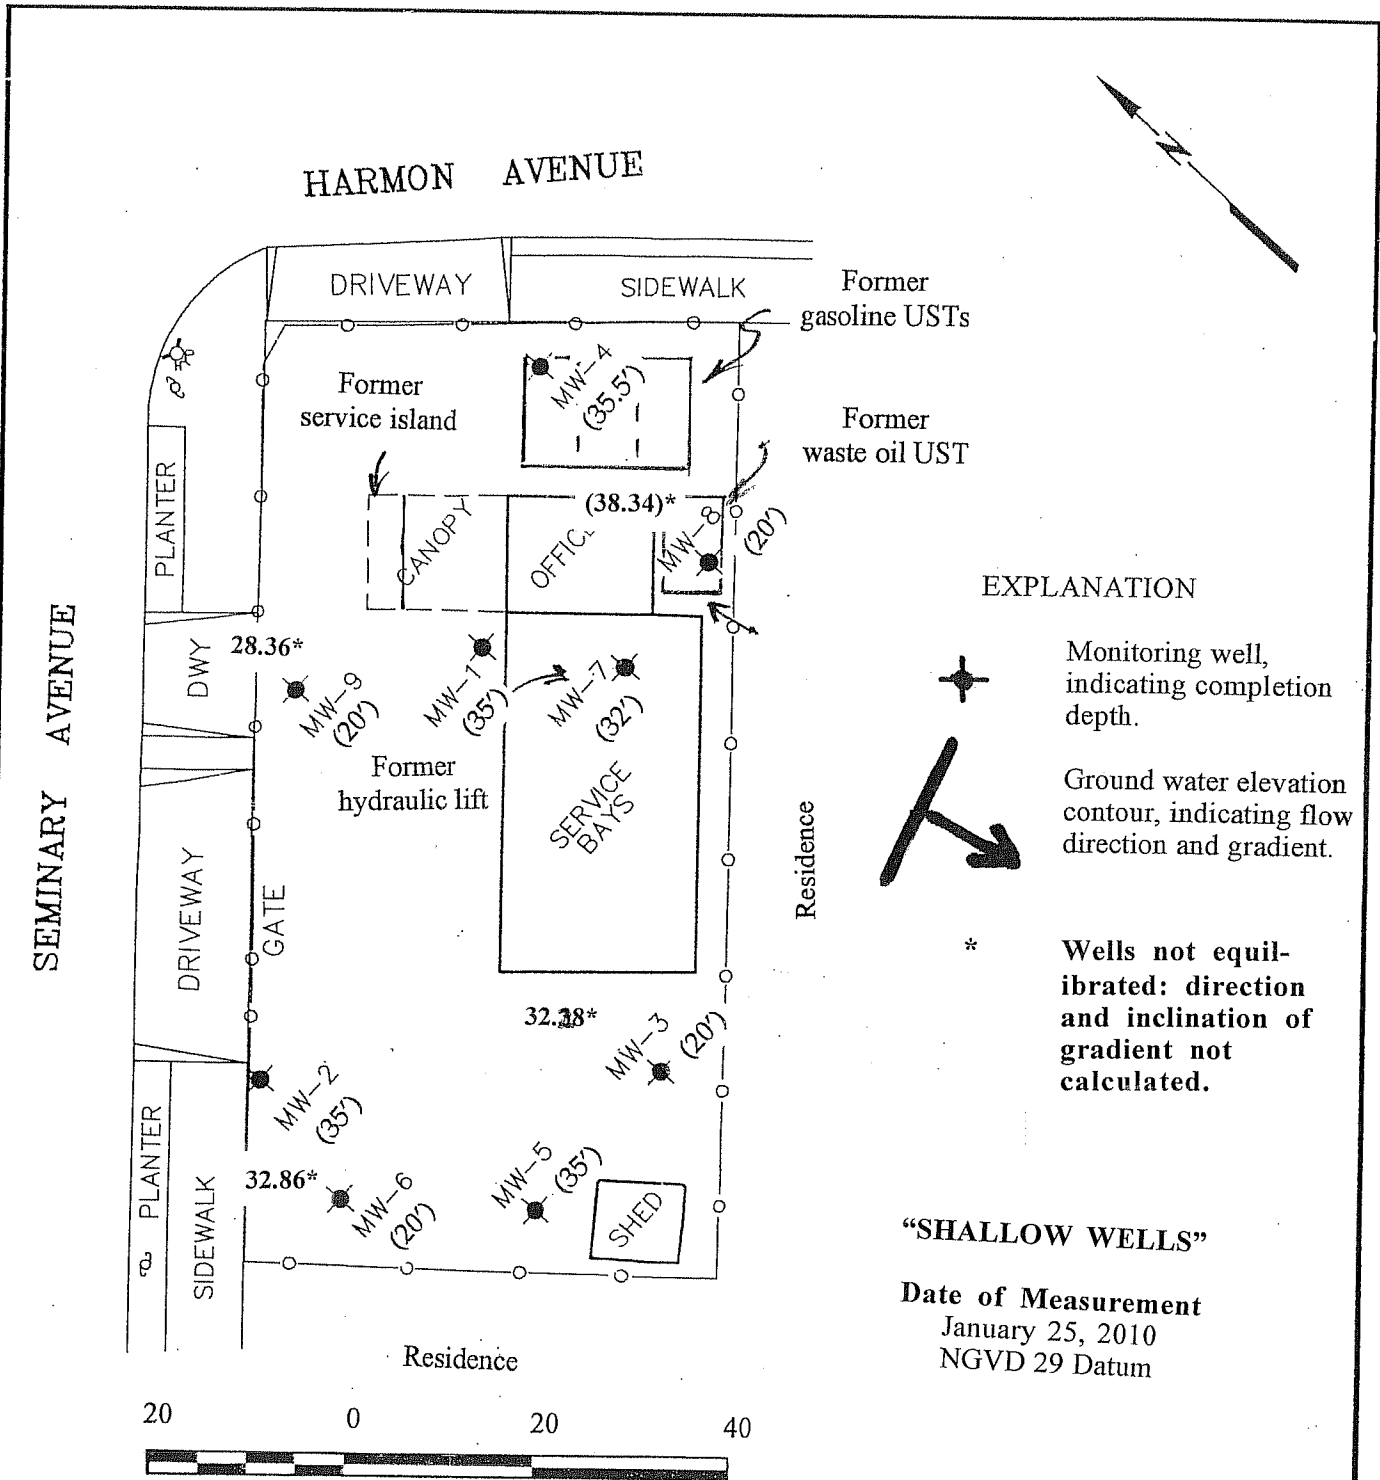 HARMON AVENUE
N
DRIVEWAY
SIDEWALK
Former
gasoline USTs
MW-4
(35.5')
Former
service island
Former
waste oil UST
PLANTER
CANOPY
(38.34)*
MW-8
(20')
SEMINARY AVENUE
DWY
28.36*
MW-9
(20')
MW-1
(35')
MW-7
(32')
Former
hydraulic lift
SERVICE
BAYS
DRIVEWAY
GATE
Residence
EXPLANATION
Monitoring well,
indicating completion
depth.
Ground water elevation
contour, indicating flow
direction and gradient.
*
Wells not equil-
ibrated: direction
and inclination of
gradient not
calculated.
MW-3
(20')
MW-2
(35')
PLANTER
SIDEWALK
32.86*
MW-6
(20')
MW-5
(35')
SHED
"SHALLOW WELLS"
Date of Measurement
January 25, 2010
NGVD 29 Datum
Residence
20 0 20 40